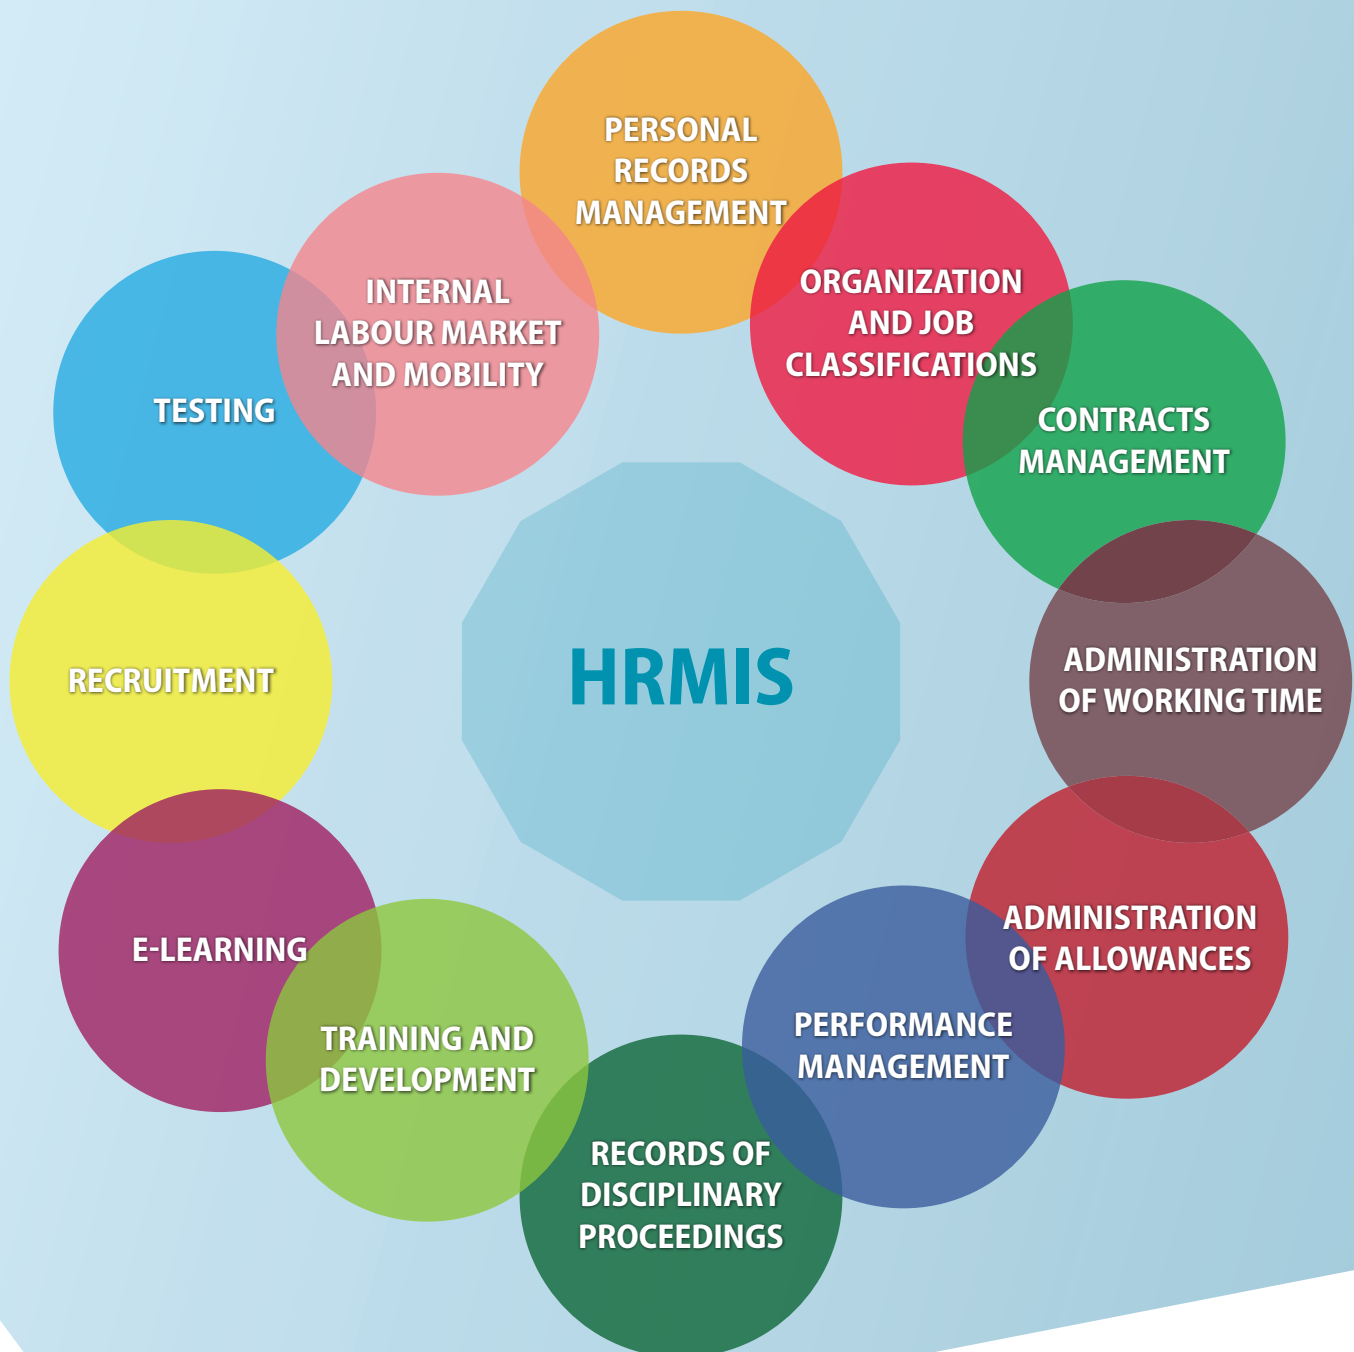 PERSONAL
RECORDS
MANAGEMENT
ORGANIZATION
AND JOB
CLASSIFICATIONS
CONTRACTS
MANAGEMENT
ADMINISTRATION
OF WORKING TIME
ADMINISTRATION
OF ALLOWANCES
PERFORMANCE
MANAGEMENT
RECORDS OF
DISCIPLINARY
PROCEEDINGS
TRAINING AND
DEVELOPMENT
E-LEARNING
RECRUITMENT
TESTING
INTERNAL
LABOUR MARKET
AND MOBILITY
HRMIS